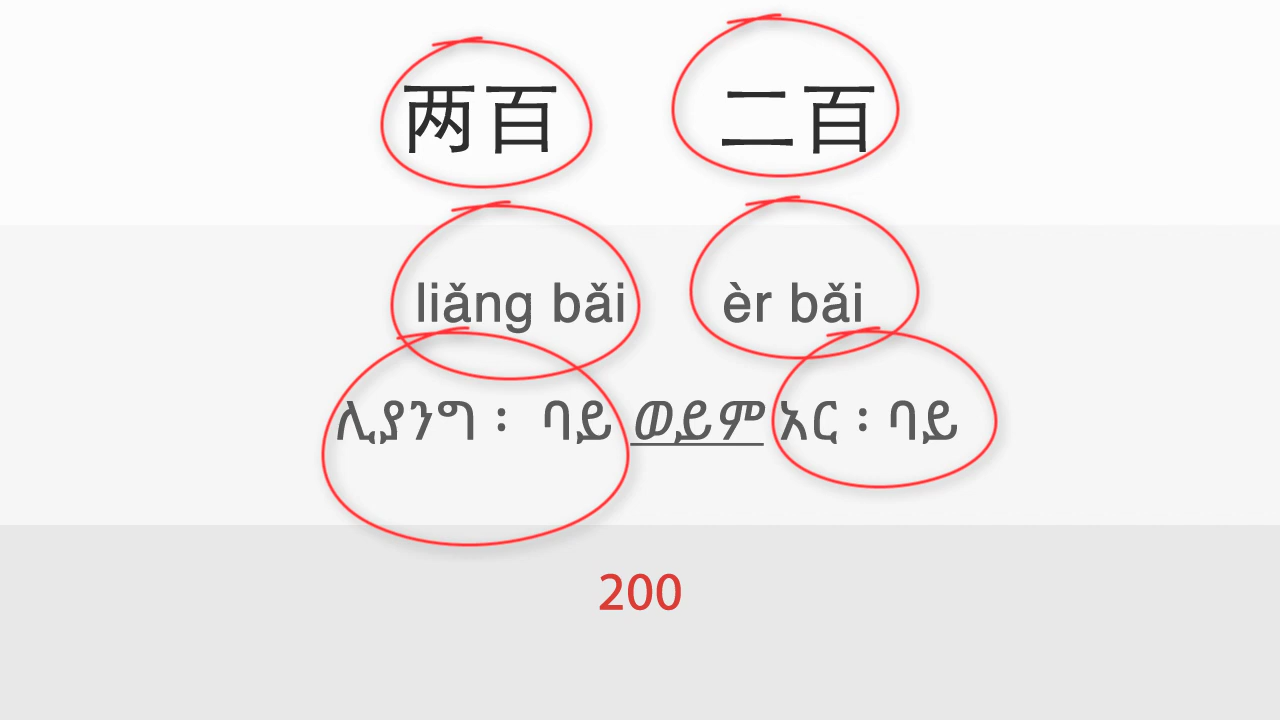 两百 二百
liǎng bǎi èr bǎi
ሊያንግ ፡ ባይ ወይም አር ፡ ባይ
200